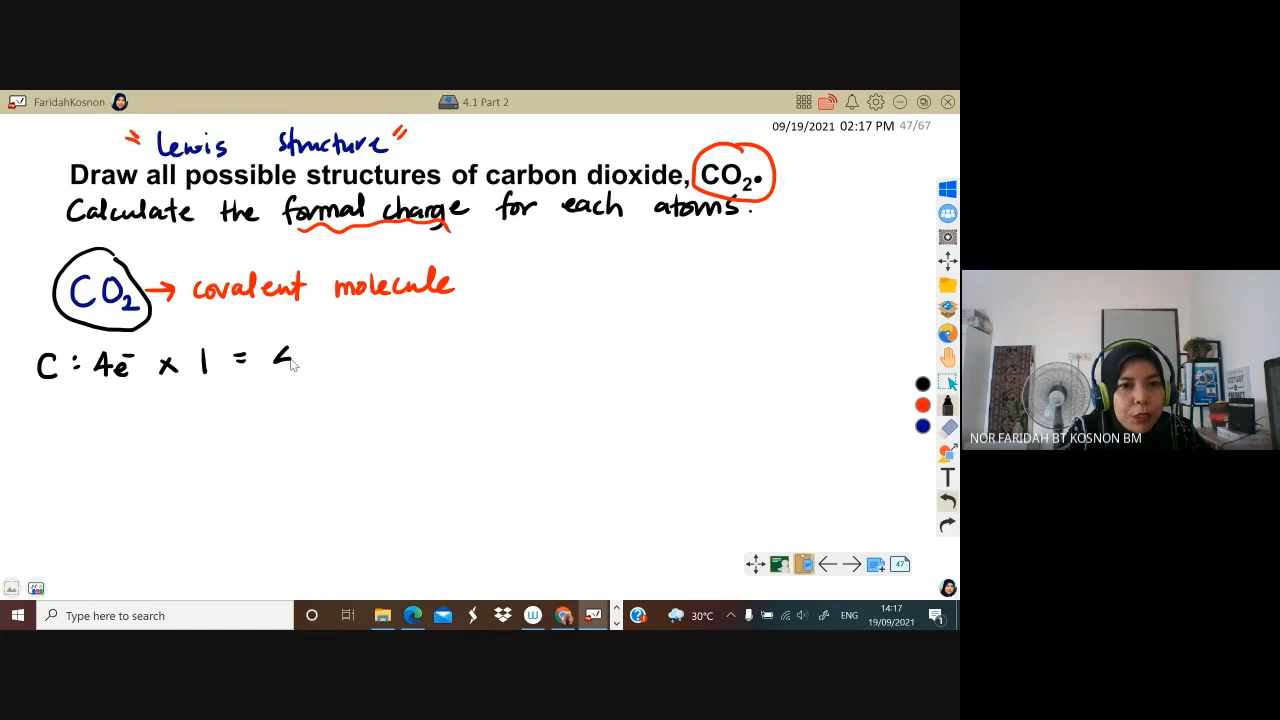 FaridahKosnon
4.1 Part 2
09/19/2021 02:17 PM 47/67
"Lewis Structure"
Draw all possible structures of carbon dioxide, CO₂.
Calculate the formal charge for each atoms.
CO₂ → covalent molecule
C : 4e⁻ x 1 =
NOR FARIDAH BT KOSNON BM
T
47
Type here to search
30°C
ENG
14:17
19/09/2021
1